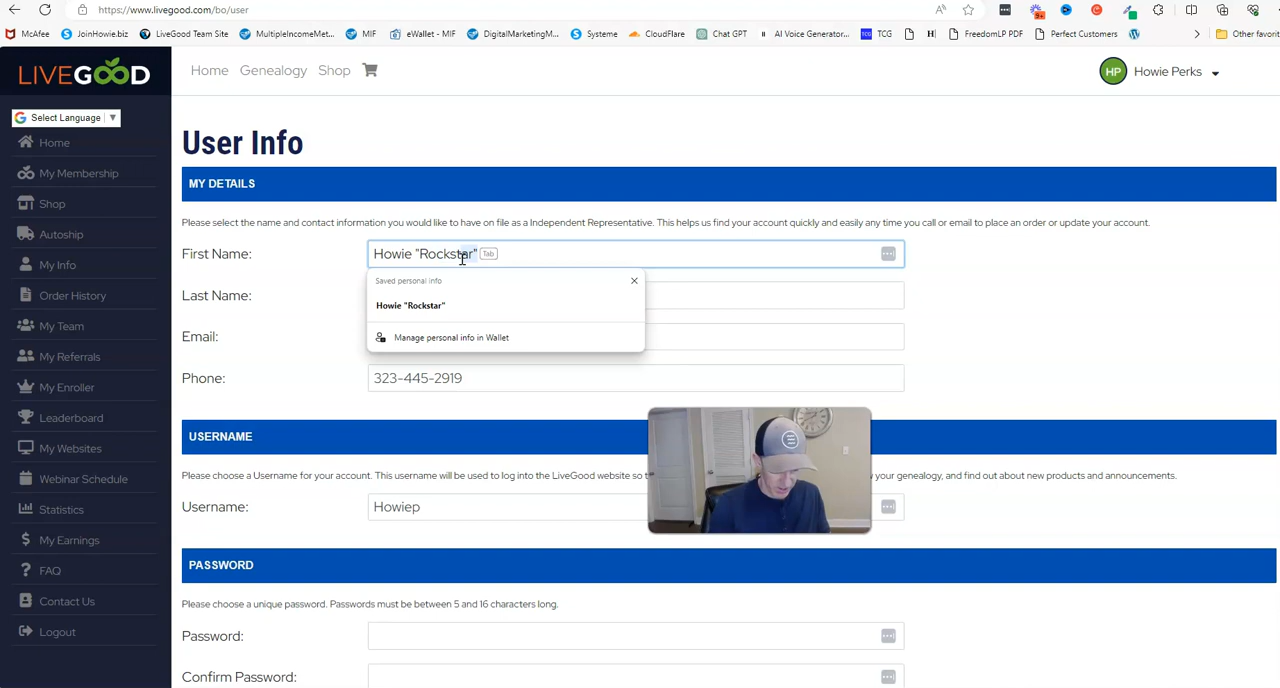 https://www.livegood.com/bo/user
McAfee
JoinHowie.biz
LiveGood Team Site
MultipleIncomeMet...
MIF
eWallet - MIF
DigitalMarketingM...
Systeme
CloudFlare
Chat GPT
AI Voice Generator...
TCG
FreedomLP PDF
Perfect Customers
Other favorit
LIVEGOOD
Home
Genealogy
Shop
HP
Howie Perks
Select Language
Home
My Membership
Shop
Autoship
My Info
Order History
My Team
My Referrals
My Enroller
Leaderboard
My Websites
Webinar Schedule
Statistics
My Earnings
FAQ
Contact Us
Logout
User Info
MY DETAILS
Please select the name and contact information you would like to have on file as a Independent Representative. This helps us find your account quickly and easily any time you call or email to place an order or update your account.
First Name:
Howie "Rockstar"
Tab
Saved personal info
Howie "Rockstar"
Manage personal info in Wallet
Last Name:
Email:
Phone:
323-445-2919
USERNAME
Please choose a Username for your account. This username will be used to log into the LiveGood website so
your genealogy, and find out about new products and announcements.
Username:
Howiep
PASSWORD
Please choose a unique password. Passwords must be between 5 and 16 characters long.
Password:
Confirm Password: